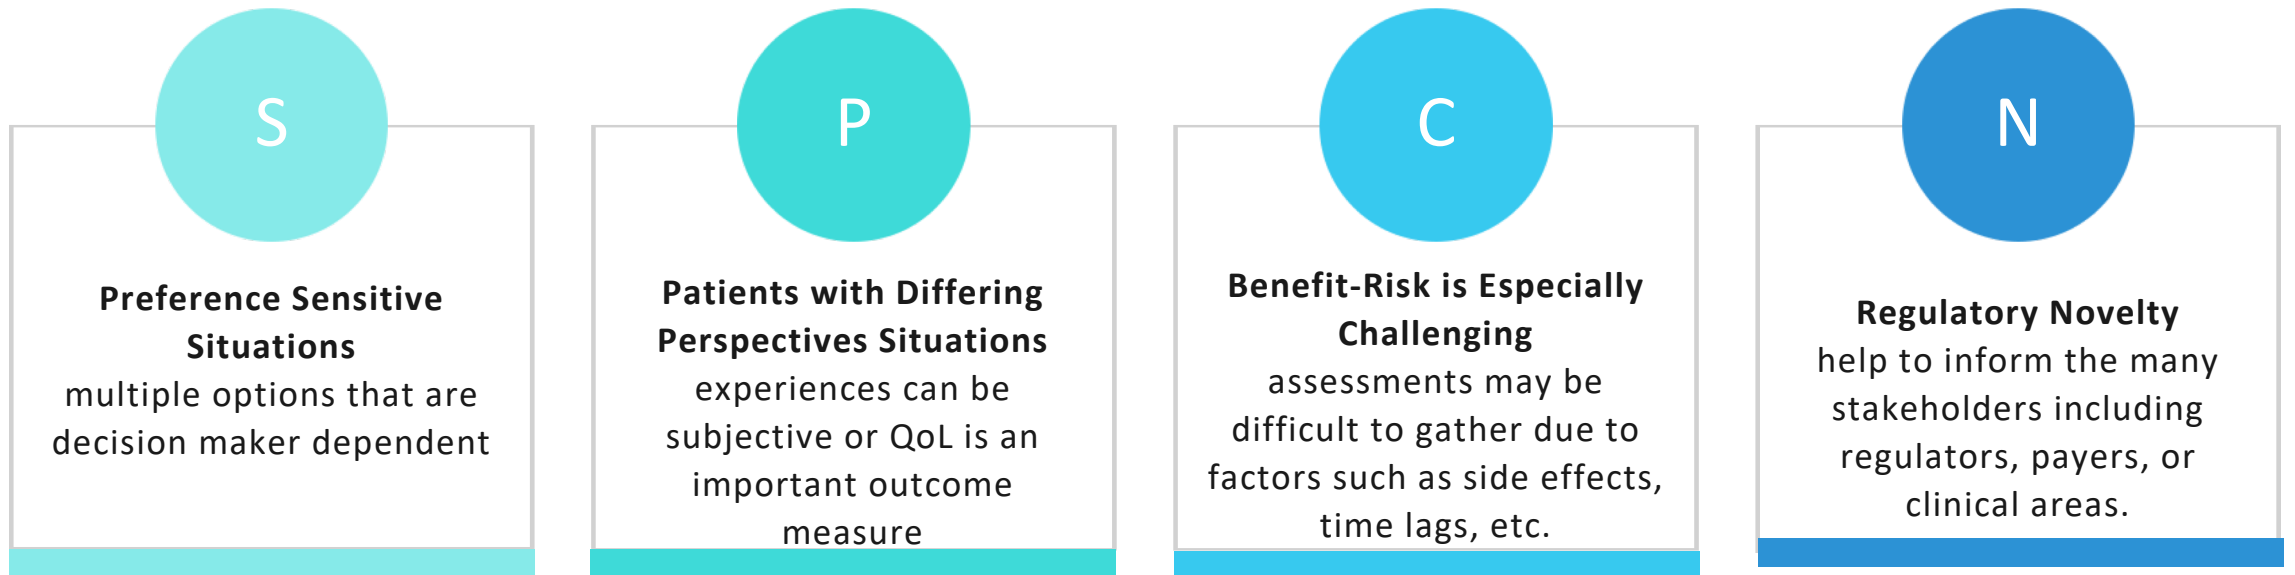 S
Preference Sensitive
Situations
multiple options that are
decision maker dependent
P
Patients with Differing
Perspectives Situations
experiences can be
subjective or QoL is an
important outcome
measure
C
Benefit-Risk is Especially
Challenging
assessments may be
difficult to gather due to
factors such as side effects,
time lags, etc.
N
Regulatory Novelty
help to inform the many
stakeholders including
regulators, payers, or
clinical areas.